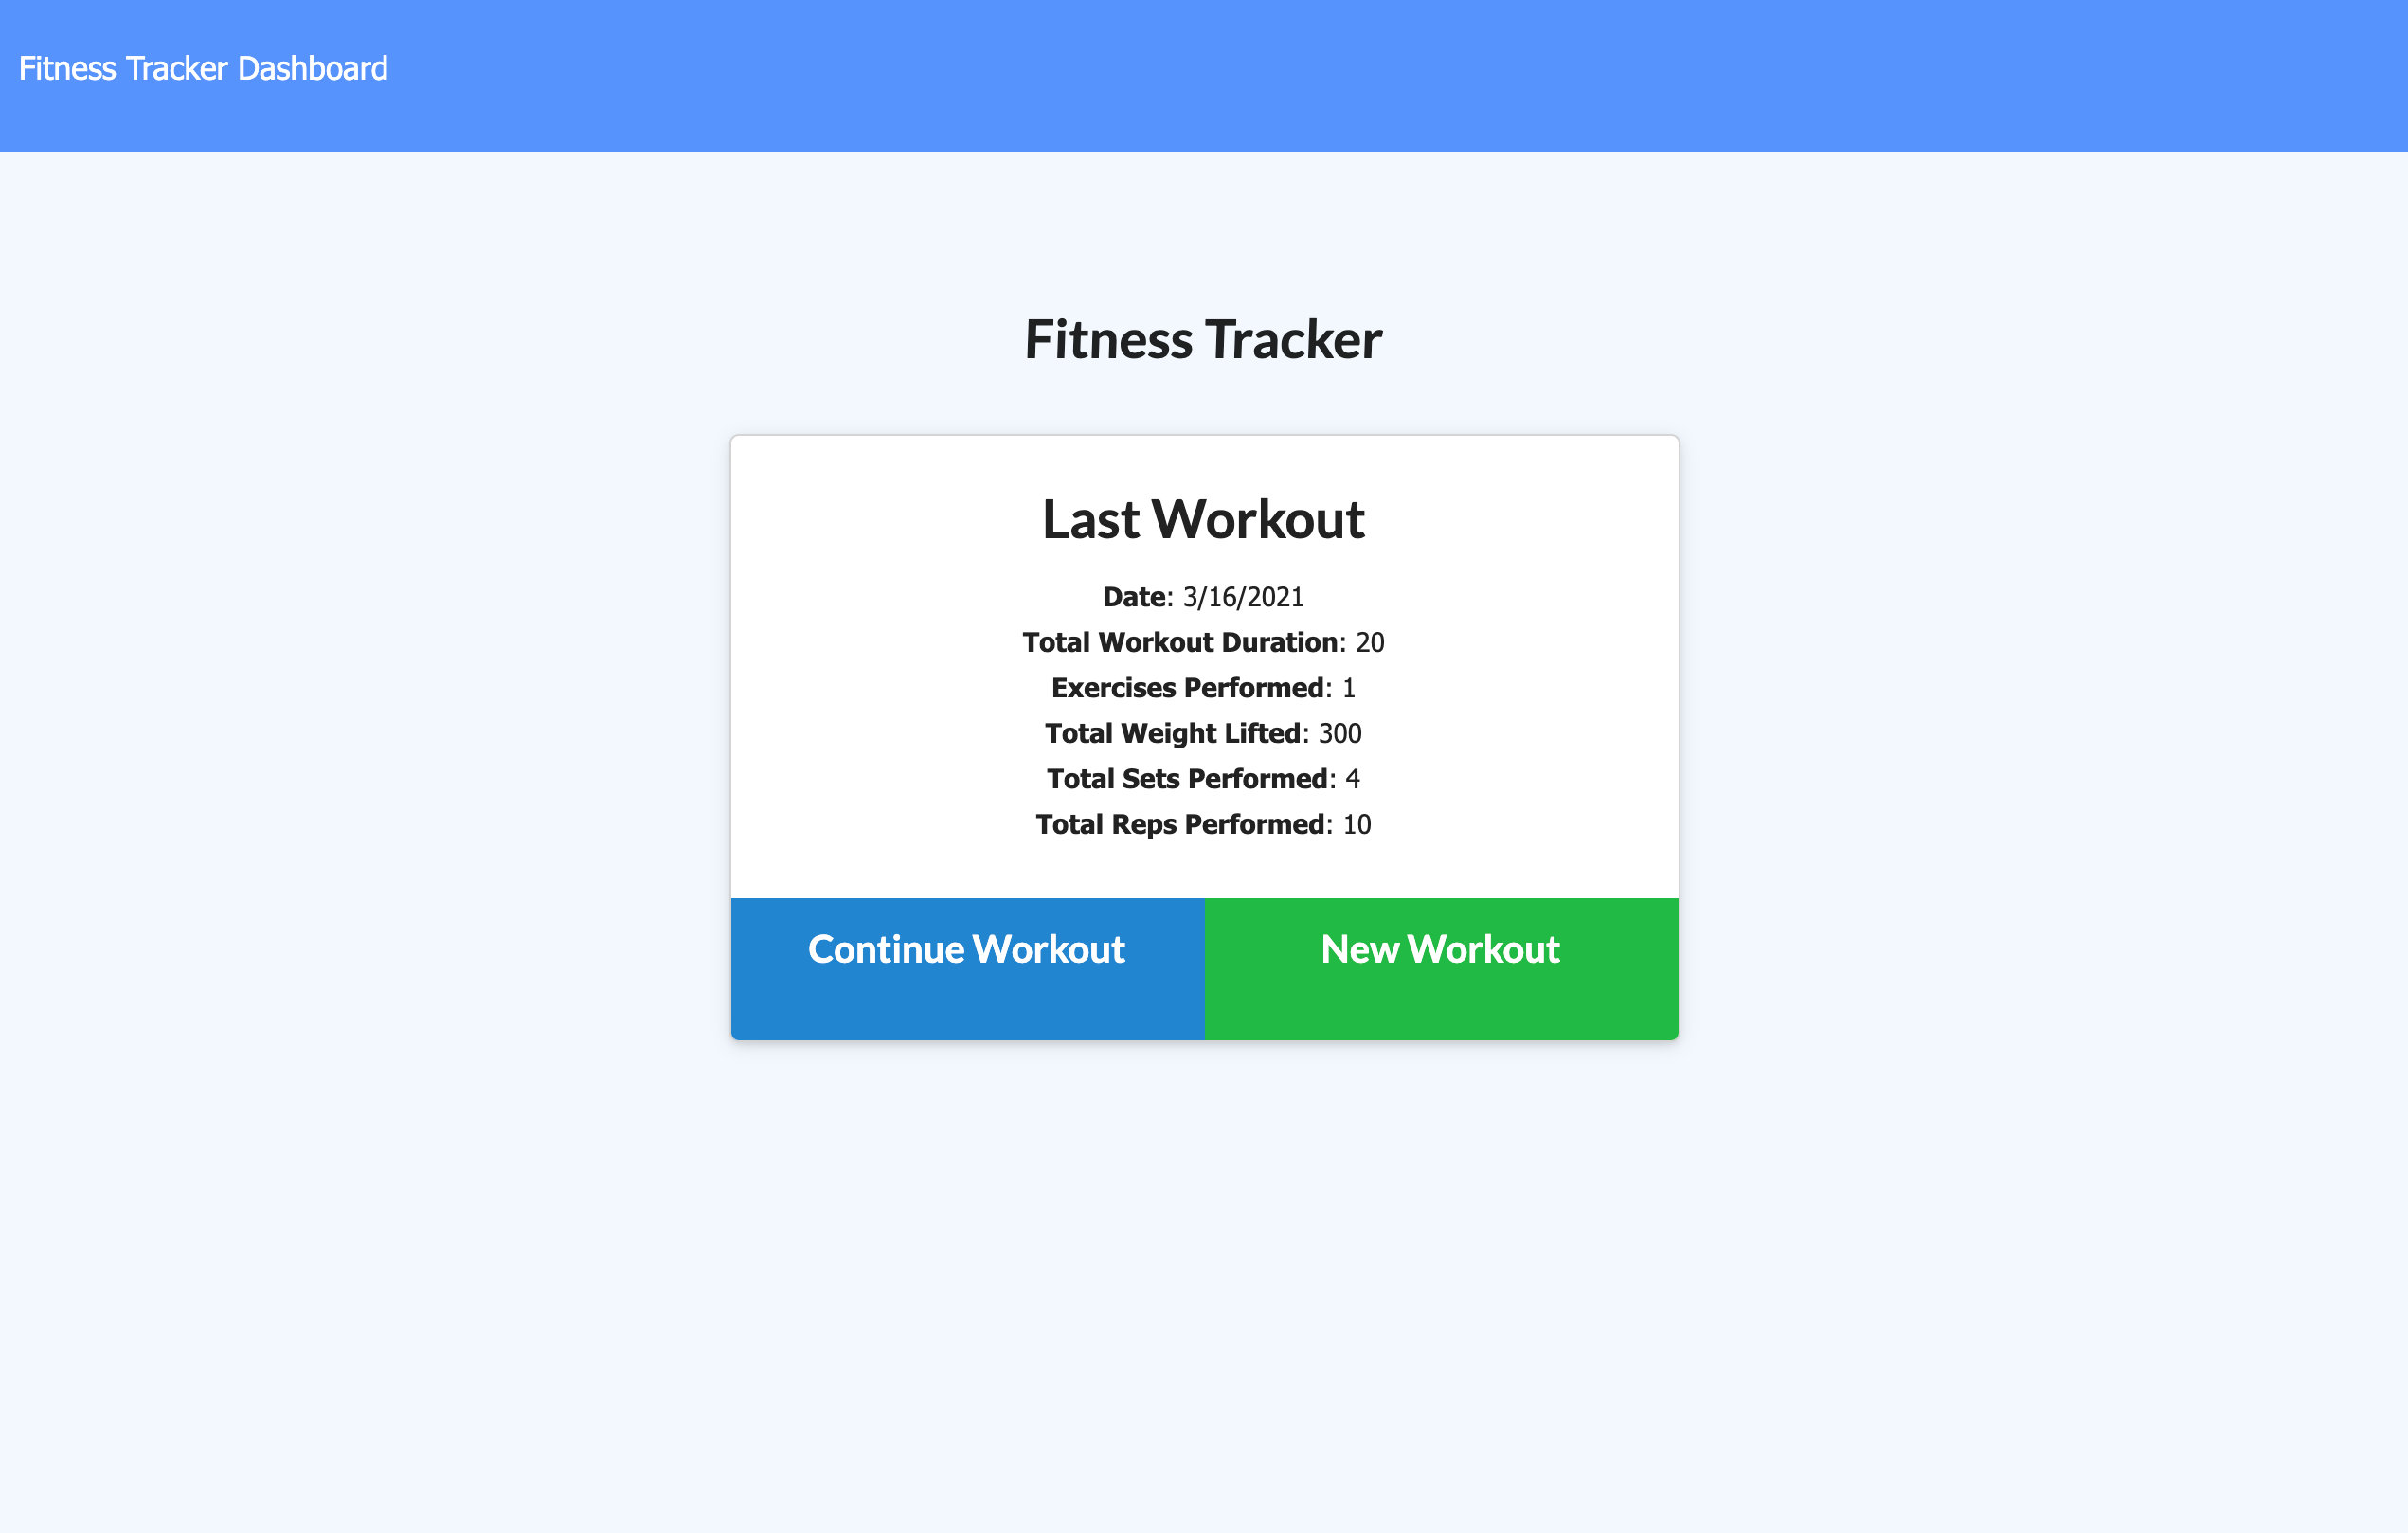 Fitness Tracker Dashboard
Fitness Tracker
Last Workout
Date: 3/16/2021
Total Workout Duration: 20
Exercises Performed: 1
Total Weight Lifted: 300
Total Sets Performed: 4
Total Reps Performed: 10
Continue Workout
New Workout